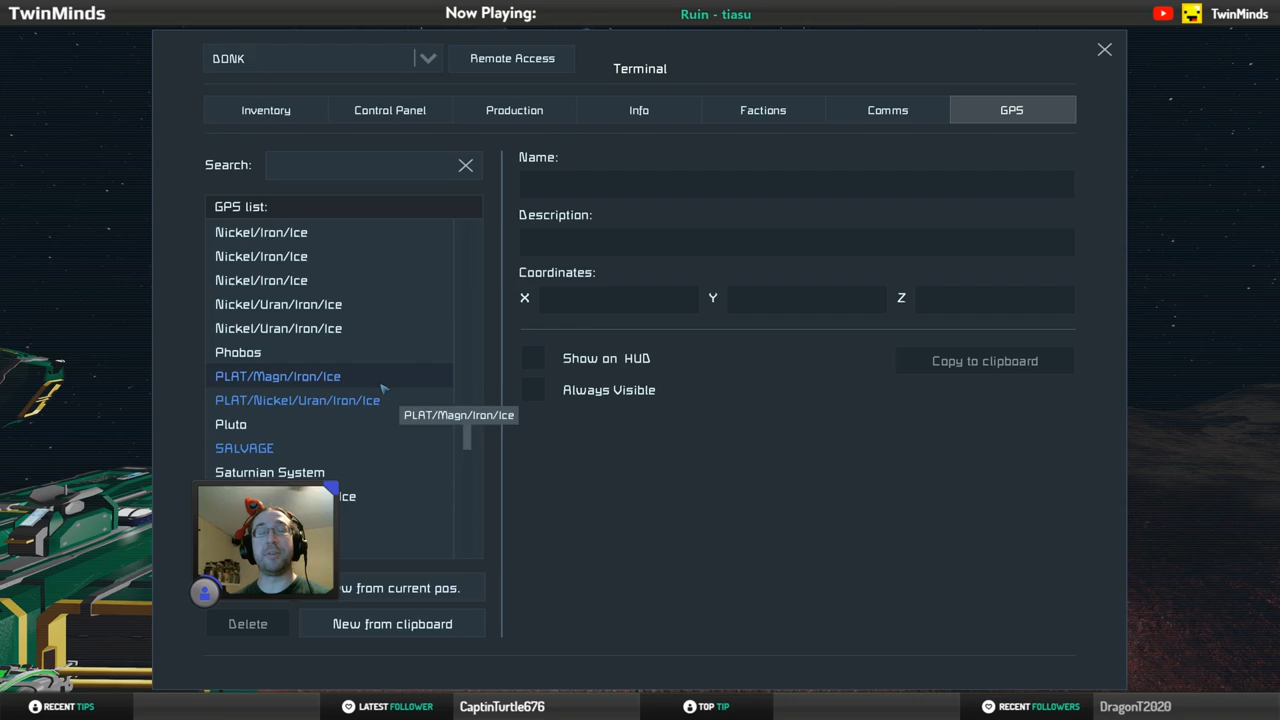 TwinMinds
Now Playing:
Ruin - tiasu
TwinMinds
DONK
Remote Access
Terminal
Inventory
Control Panel
Production
Info
Factions
Comms
GPS
Search:
GPS list:
Nickel/Iron/Ice
Nickel/Iron/Ice
Nickel/Iron/Ice
Nickel/Uran/Iron/Ice
Nickel/Uran/Iron/Ice
Phobos
PLAT/Magn/Iron/Ice
PLAT/Nickel/Uran/Iron/Ice
PLAT/Magn/Iron/Ice
Pluto
SALVAGE
Saturnian System
Ice
from current pos.
Delete
New from clipboard
Name:
Description:
Coordinates:
X
Y
Z
Show on HUD
Copy to clipboard
Always Visible
RECENT TIPS
LATEST FOLLOWER
CaptinTurtle676
TOP TIP
RECENT FOLLOWERS
DragonT2020